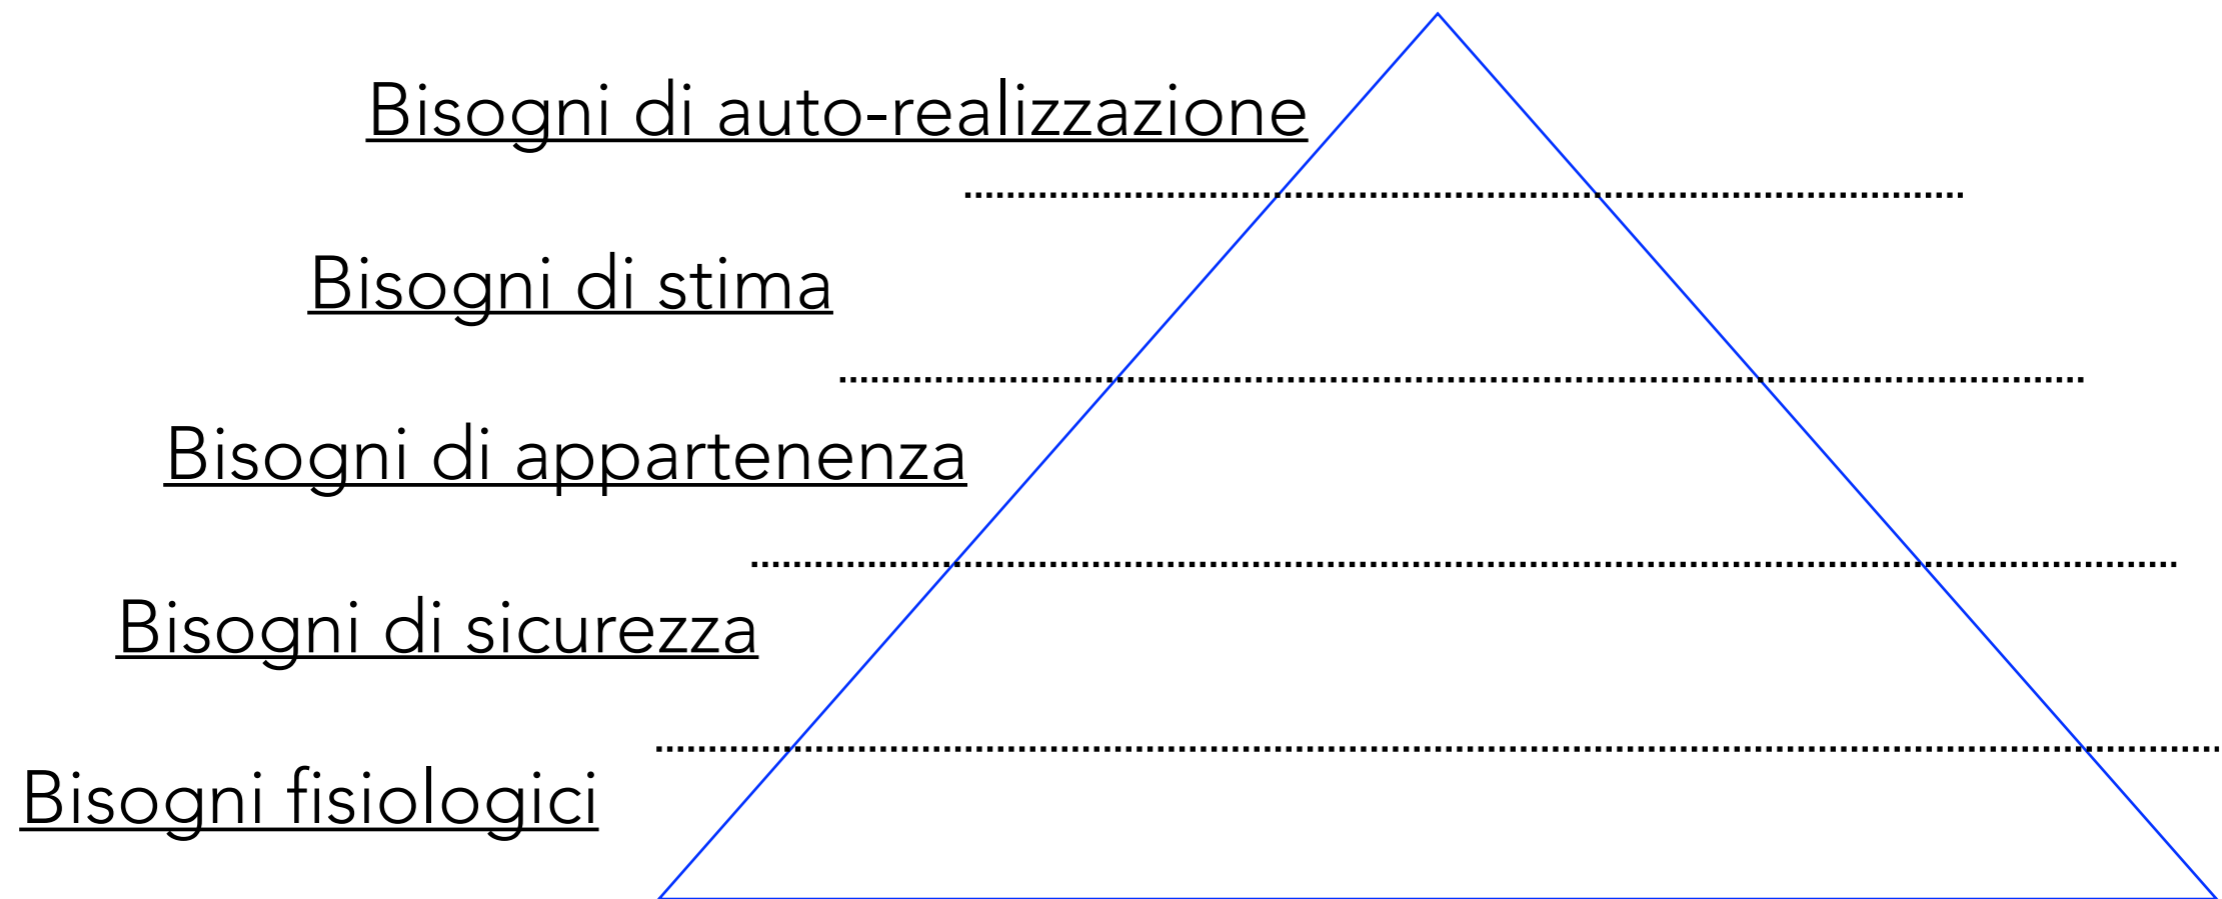 Bisogni di auto-realizzazione
Bisogni di stima
Bisogni di appartenenza
Bisogni di sicurezza
Bisogni fisiologici